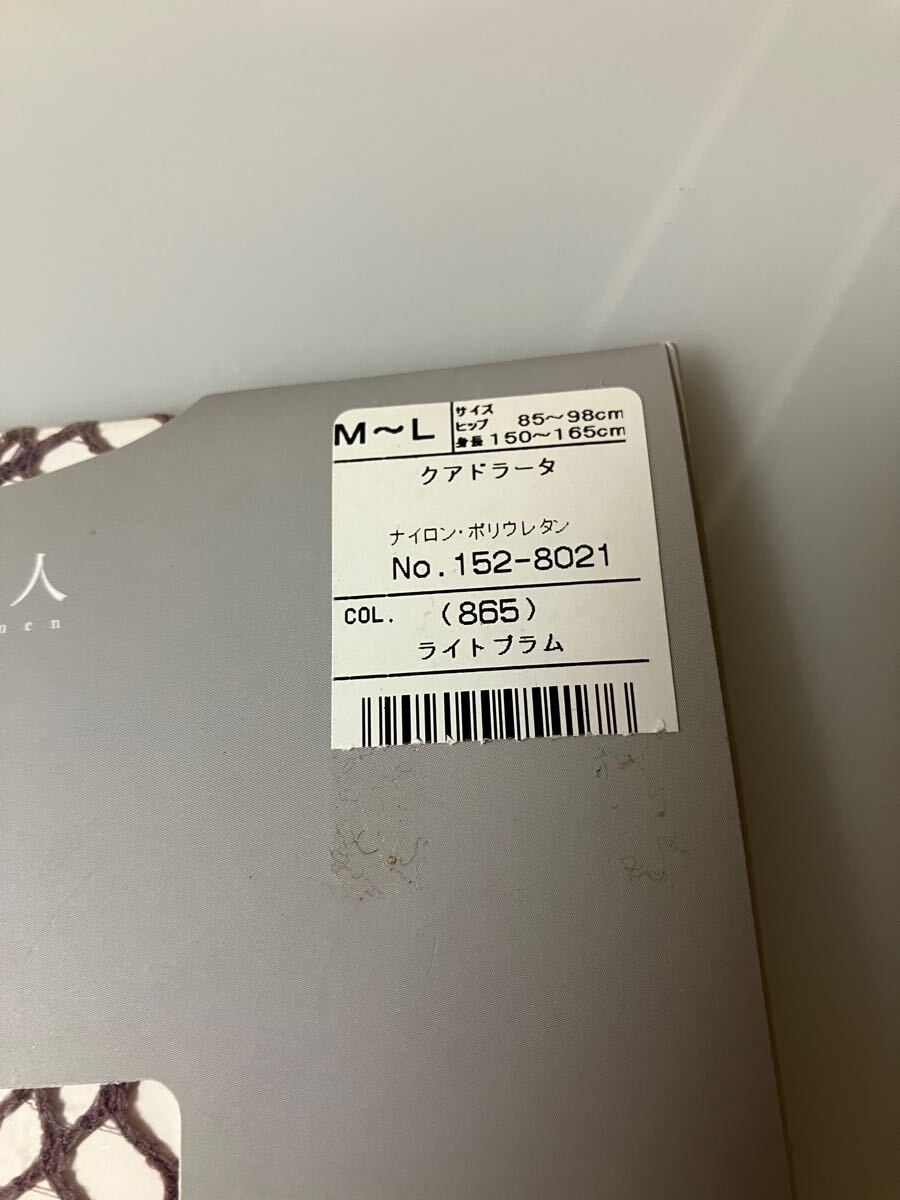 M～L
サイズ
ヒップ 85～98cm
身長 150～165cm
クアドラータ
ナイロン・ポリウレタン
No.152-8021
COL. (865)
ライトプラム
人